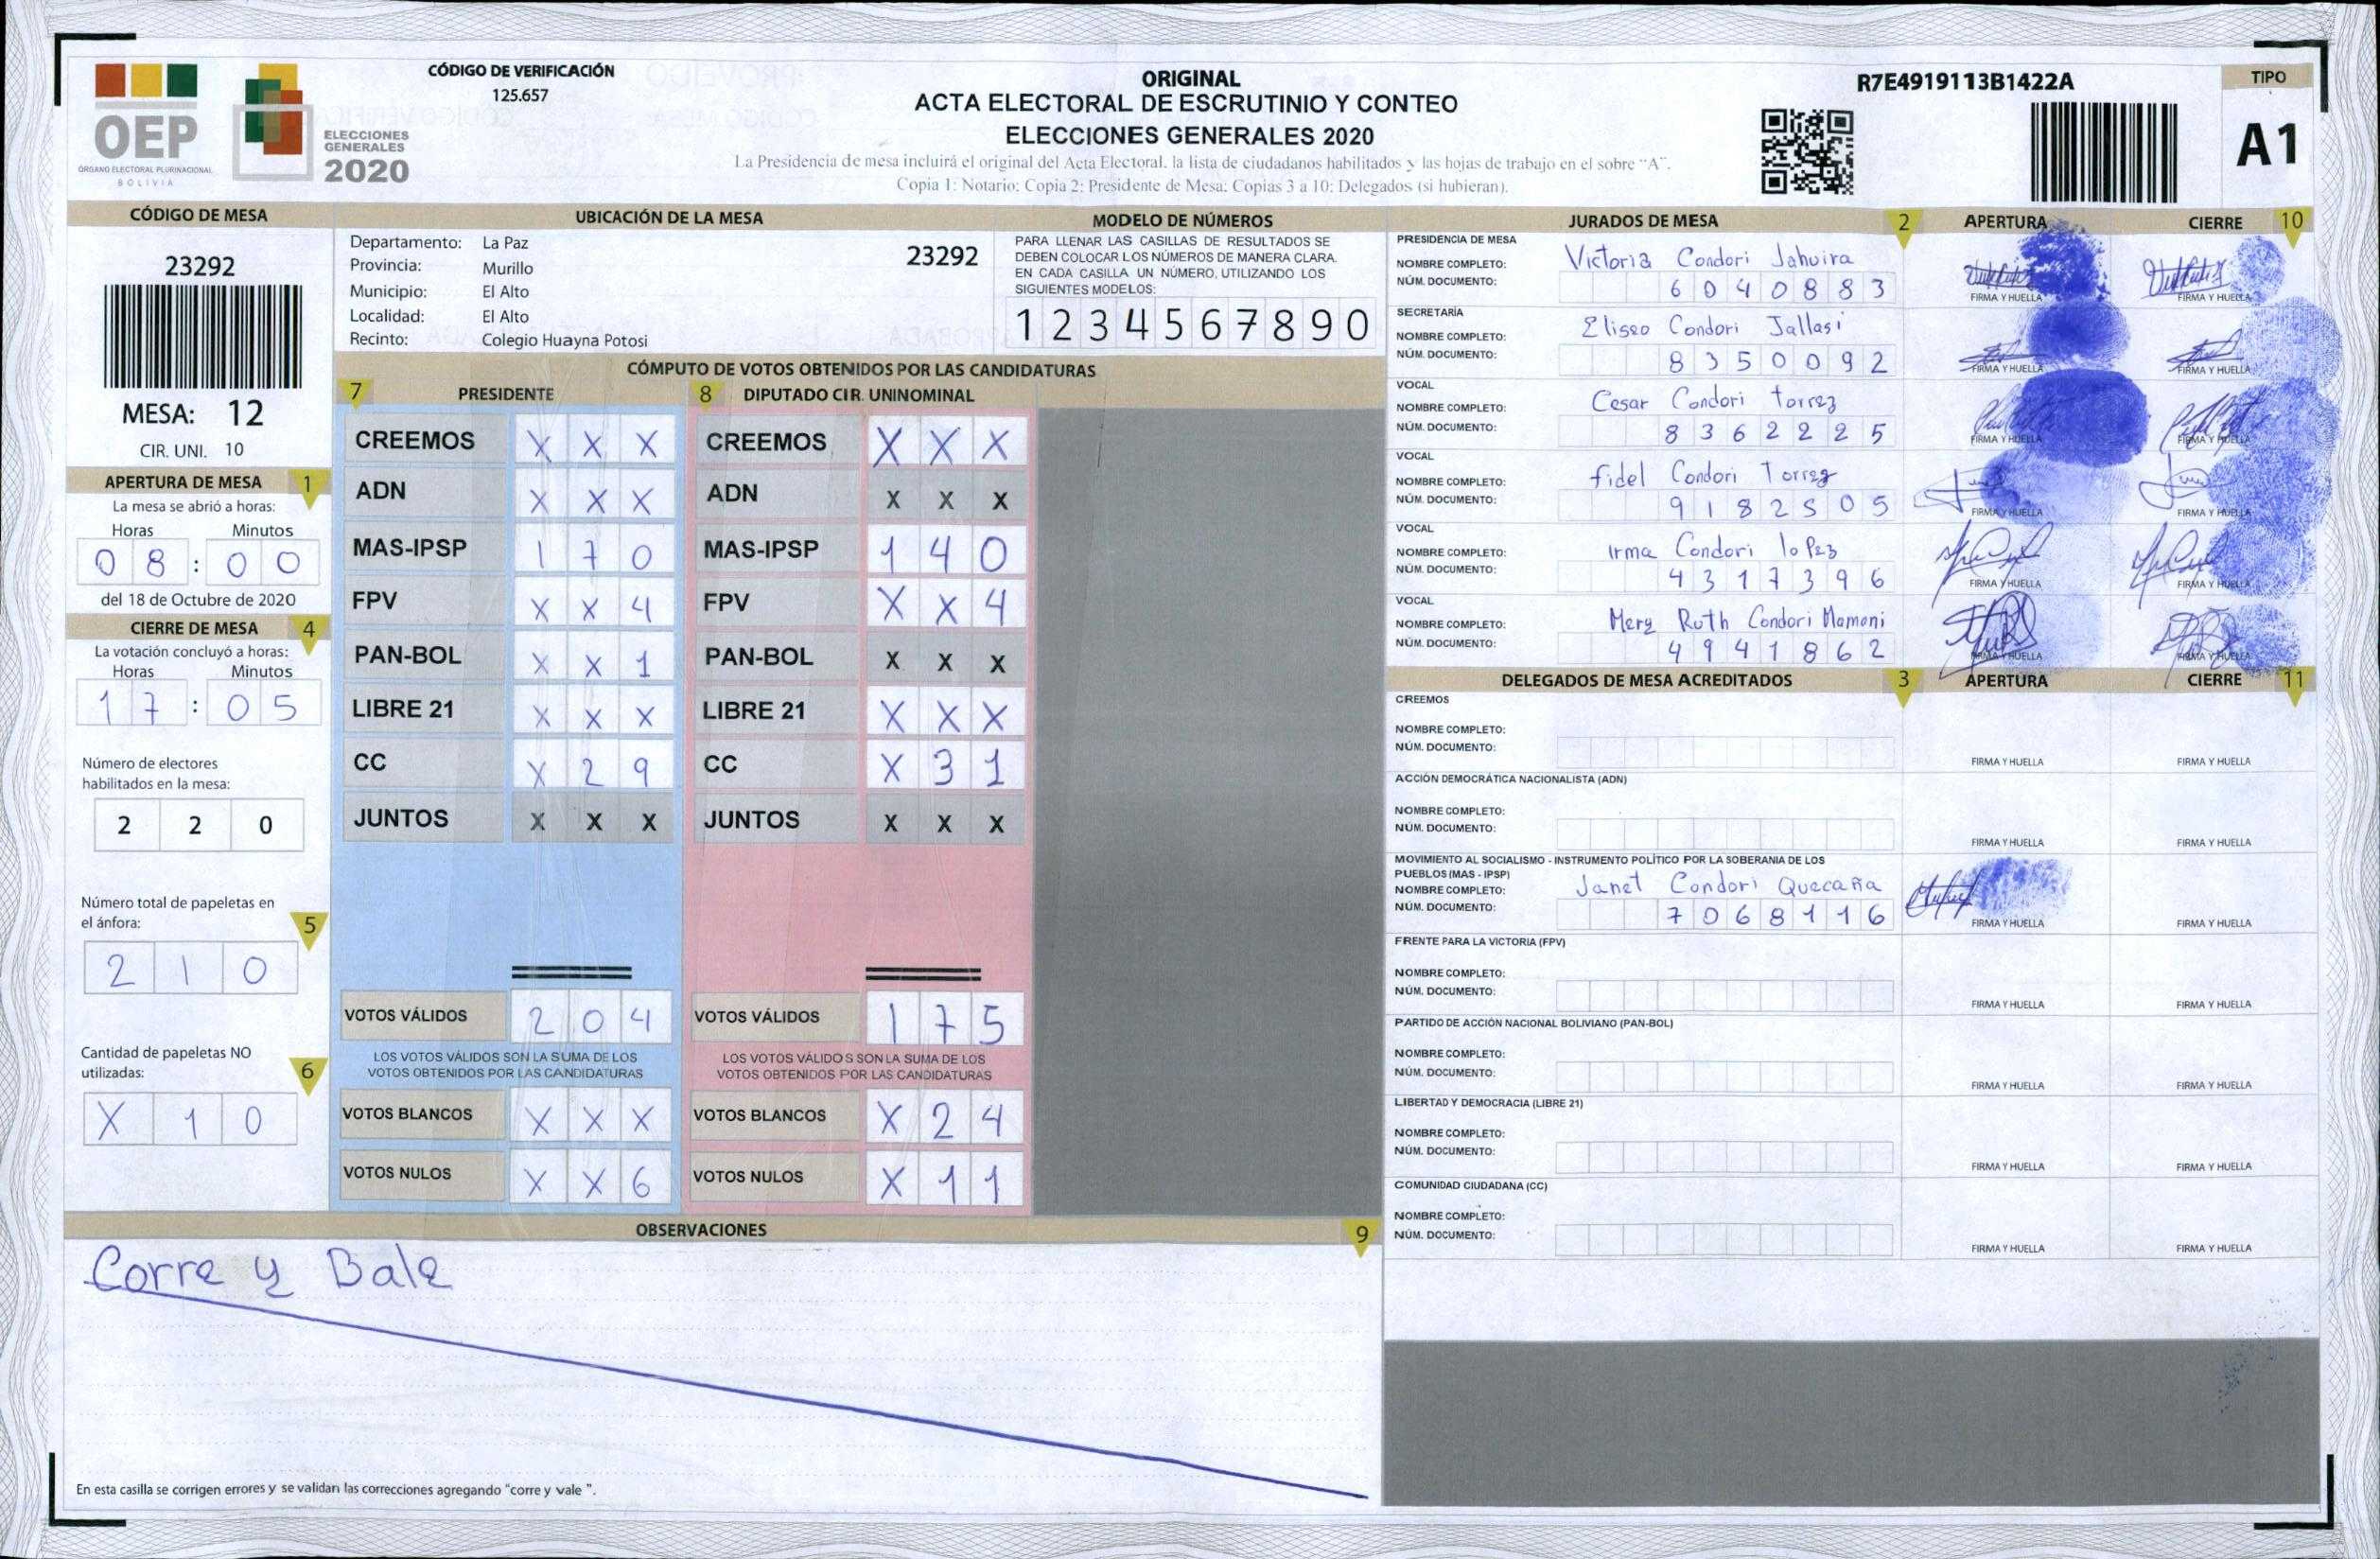 OEP
ÓRGANO ELECTORAL PLURINACIONAL
BOLIVIA
ELECCIONES
GENERALES
2020
CÓDIGO DE VERIFICACIÓN
125.657
ORIGINAL
ACTA ELECTORAL DE ESCRUTINIO Y CONTEO
ELECCIONES GENERALES 2020
La Presidencia de mesa incluirá el original del Acta Electoral, la lista de ciudadanos habilitados y las hojas de trabajo en el sobre "A".
Copia 1: Notario; Copia 2: Presidente de Mesa; Copias 3 a 10: Delegados (si hubieran).
R7E4919113B1422A
TIPO
A1
CÓDIGO DE MESA
23292
MESA: 12
CIR. UNI. 10
APERTURA DE MESA 1
La mesa se abrió a horas:
Horas Minutos
08:00
del 18 de Octubre de 2020
CIERRE DE MESA 4
La votación concluyó a horas:
Horas Minutos
17:05
Número de electores
habilitados en la mesa:
2 2 0
Número total de papeletas en
el ánfora: 5
2 1 0
Cantidad de papeletas NO
utilizadas: 6
X 1 0
UBICACIÓN DE LA MESA
Departamento: La Paz 23292
Provincia: Murillo
Municipio: El Alto
Localidad: El Alto
Recinto: Colegio Huayna Potosi
MODELO DE NÚMEROS
PARA LLENAR LAS CASILLAS DE RESULTADOS SE
DEBEN COLOCAR LOS NÚMEROS DE MANERA CLARA.
EN CADA CASILLA UN NÚMERO, UTILIZANDO LOS
SIGUIENTES MODELOS:
1 2 3 4 5 6 7 8 9 0
CÓMPUTO DE VOTOS OBTENIDOS POR LAS CANDIDATURAS
7 PRESIDENTE
CREEMOS X X X
ADN X X X
MAS-IPSP 1 7 0
FPV X X 4
PAN-BOL X X 1
LIBRE 21 X X X
CC X 2 9
JUNTOS X X X
VOTOS VÁLIDOS 2 0 4
LOS VOTOS VÁLIDOS SON LA SUMA DE LOS
VOTOS OBTENIDOS POR LAS CANDIDATURAS
VOTOS BLANCOS X X X
VOTOS NULOS X X 6
8 DIPUTADO CIR. UNINOMINAL
CREEMOS X X X
ADN X X X
MAS-IPSP 1 4 0
FPV X X 4
PAN-BOL X X X
LIBRE 21 X X X
CC X 3 1
JUNTOS X X X
VOTOS VÁLIDOS 1 7 5
LOS VOTOS VÁLIDOS SON LA SUMA DE LOS
VOTOS OBTENIDOS POR LAS CANDIDATURAS
VOTOS BLANCOS X 2 4
VOTOS NULOS X 1 1
OBSERVACIONES 9
Corre y Bale
En esta casilla se corrigen errores y se validan las correcciones agregando "corre y vale ".
JURADOS DE MESA 2 APERTURA CIERRE 10
PRESIDENCIA DE MESA
NOMBRE COMPLETO: Victoria Condori Jahuira
NÚM. DOCUMENTO: 6 0 4 0 8 8 3
FIRMA Y HUELLA FIRMA Y HUELLA
SECRETARÍA
NOMBRE COMPLETO: Eliseo Condori Jallasi
NÚM. DOCUMENTO: 8 3 5 0 0 9 2
FIRMA Y HUELLA FIRMA Y HUELLA
VOCAL
NOMBRE COMPLETO: Cesar Condori torrez
NÚM. DOCUMENTO: 8 3 6 2 2 2 5
FIRMA Y HUELLA FIRMA Y HUELLA
VOCAL
NOMBRE COMPLETO: fidel Condori Torrez
NÚM. DOCUMENTO: 9 1 8 2 5 0 5
FIRMA Y HUELLA FIRMA Y HUELLA
VOCAL
NOMBRE COMPLETO: Irma Condori loPez
NÚM. DOCUMENTO: 4 3 1 7 3 9 6
FIRMA Y HUELLA FIRMA Y HUELLA
VOCAL
NOMBRE COMPLETO: Mery Ruth Condori Mamani
NÚM. DOCUMENTO: 4 9 4 1 8 6 2
FIRMA Y HUELLA FIRMA Y HUELLA
DELEGADOS DE MESA ACREDITADOS 3 APERTURA CIERRE 11
CREEMOS
NOMBRE COMPLETO:
NÚM. DOCUMENTO:
FIRMA Y HUELLA FIRMA Y HUELLA
ACCIÓN DEMOCRÁTICA NACIONALISTA (ADN)
NOMBRE COMPLETO:
NÚM. DOCUMENTO:
FIRMA Y HUELLA FIRMA Y HUELLA
MOVIMIENTO AL SOCIALISMO - INSTRUMENTO POLÍTICO POR LA SOBERANIA DE LOS
PUEBLOS (MAS - IPSP)
NOMBRE COMPLETO: Janet Condori Quecaña
NÚM. DOCUMENTO: 7 0 6 8 1 1 6
FIRMA Y HUELLA FIRMA Y HUELLA
FRENTE PARA LA VICTORIA (FPV)
NOMBRE COMPLETO:
NÚM. DOCUMENTO:
FIRMA Y HUELLA FIRMA Y HUELLA
PARTIDO DE ACCIÓN NACIONAL BOLIVIANO (PAN-BOL)
NOMBRE COMPLETO:
NÚM. DOCUMENTO:
FIRMA Y HUELLA FIRMA Y HUELLA
LIBERTAD Y DEMOCRACIA (LIBRE 21)
NOMBRE COMPLETO:
NÚM. DOCUMENTO:
FIRMA Y HUELLA FIRMA Y HUELLA
COMUNIDAD CIUDADANA (CC)
NOMBRE COMPLETO:
NÚM. DOCUMENTO:
FIRMA Y HUELLA FIRMA Y HUELLA